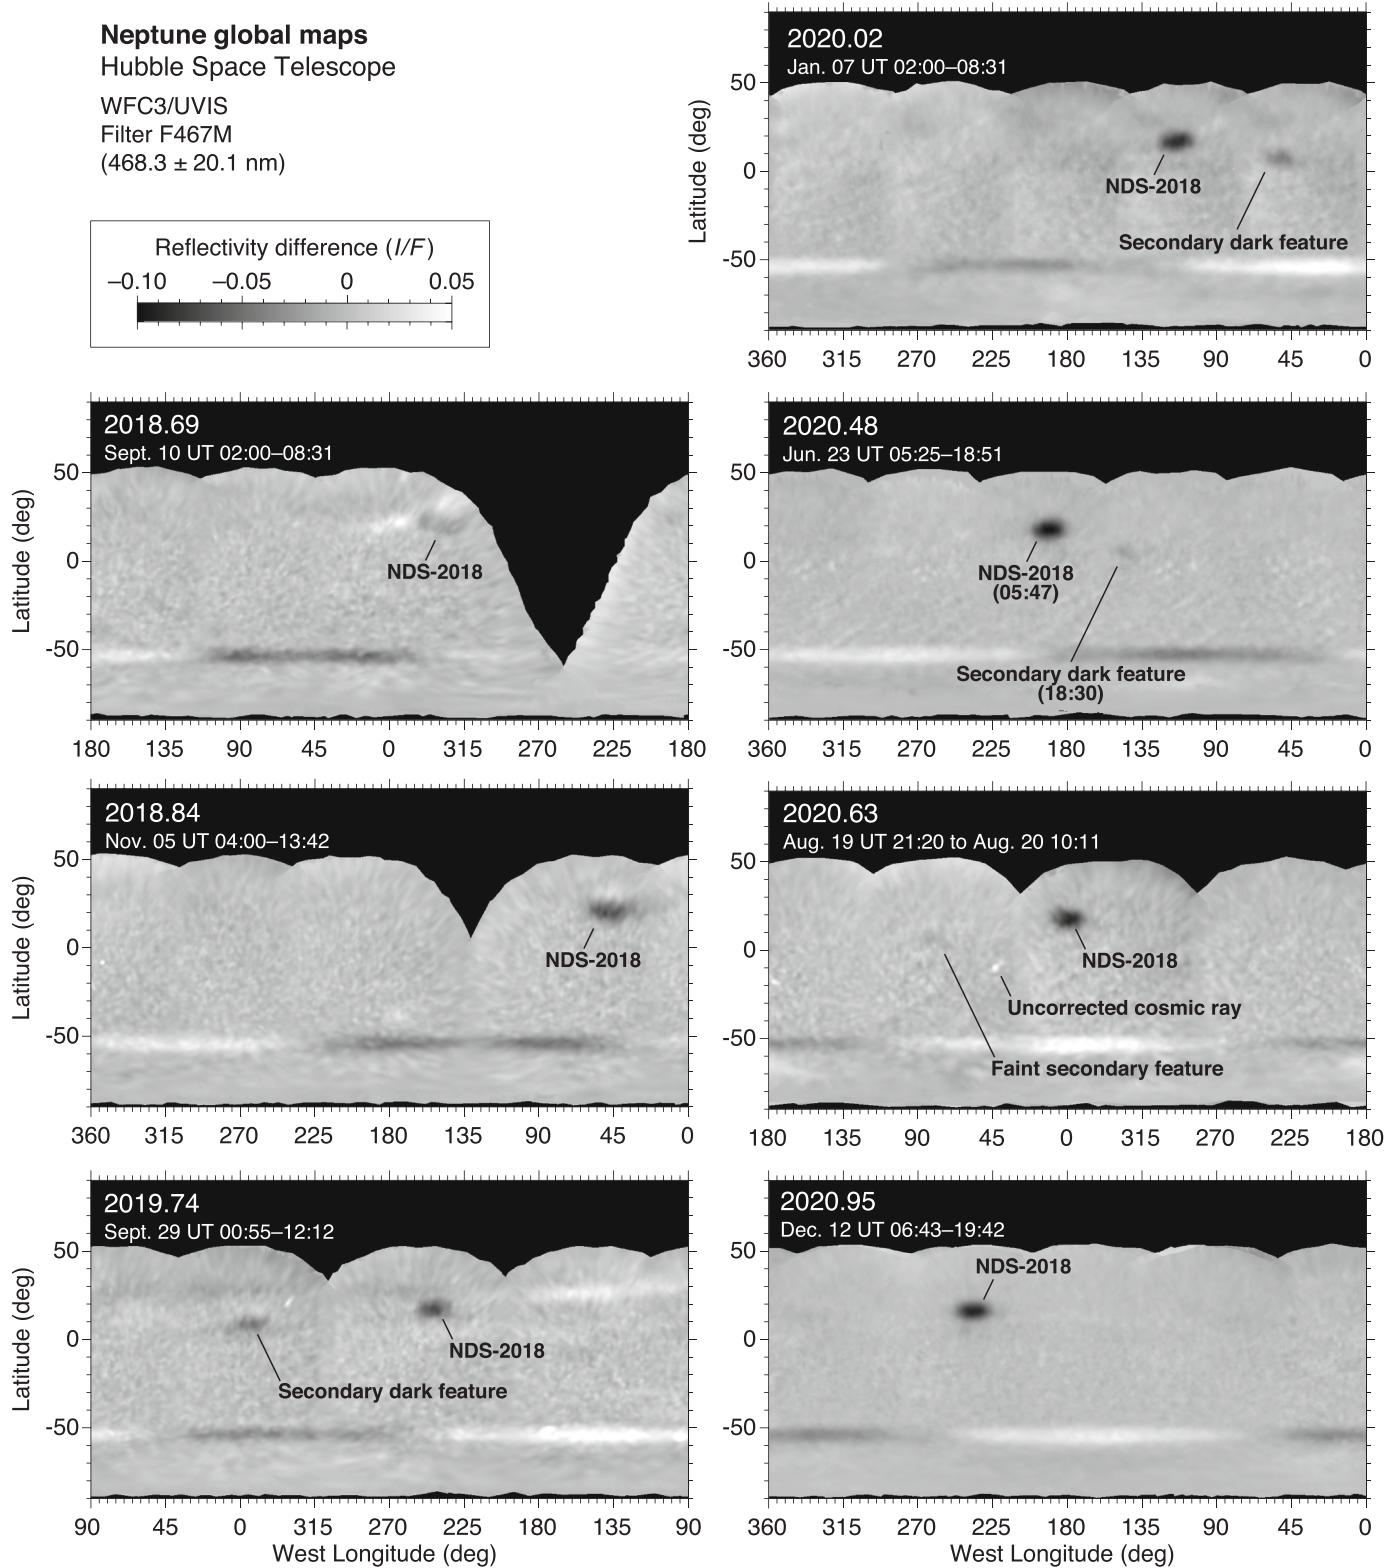 Neptune global maps
Hubble Space Telescope
WFC3/UVIS
Filter F467M
(468.3 ± 20.1 nm)
Reflectivity difference (I/F)
–0.10 –0.05 0 0.05
2020.02
Jan. 07 UT 02:00–08:31
Latitude (deg)
50
0
-50
NDS-2018
Secondary dark feature
360 315 270 225 180 135 90 45 0
2018.69
Sept. 10 UT 02:00–08:31
Latitude (deg)
50
0
-50
NDS-2018
180 135 90 45 0 315 270 225 180
2020.48
Jun. 23 UT 05:25–18:51
50
0
-50
NDS-2018
(05:47)
Secondary dark feature
(18:30)
360 315 270 225 180 135 90 45 0
2018.84
Nov. 05 UT 04:00–13:42
Latitude (deg)
50
0
-50
NDS-2018
360 315 270 225 180 135 90 45 0
2020.63
Aug. 19 UT 21:20 to Aug. 20 10:11
50
0
-50
NDS-2018
Uncorrected cosmic ray
Faint secondary feature
180 135 90 45 0 315 270 225 180
2019.74
Sept. 29 UT 00:55–12:12
Latitude (deg)
50
0
-50
NDS-2018
Secondary dark feature
90 45 0 315 270 225 180 135 90
West Longitude (deg)
2020.95
Dec. 12 UT 06:43–19:42
50
0
-50
NDS-2018
360 315 270 225 180 135 90 45 0
West Longitude (deg)